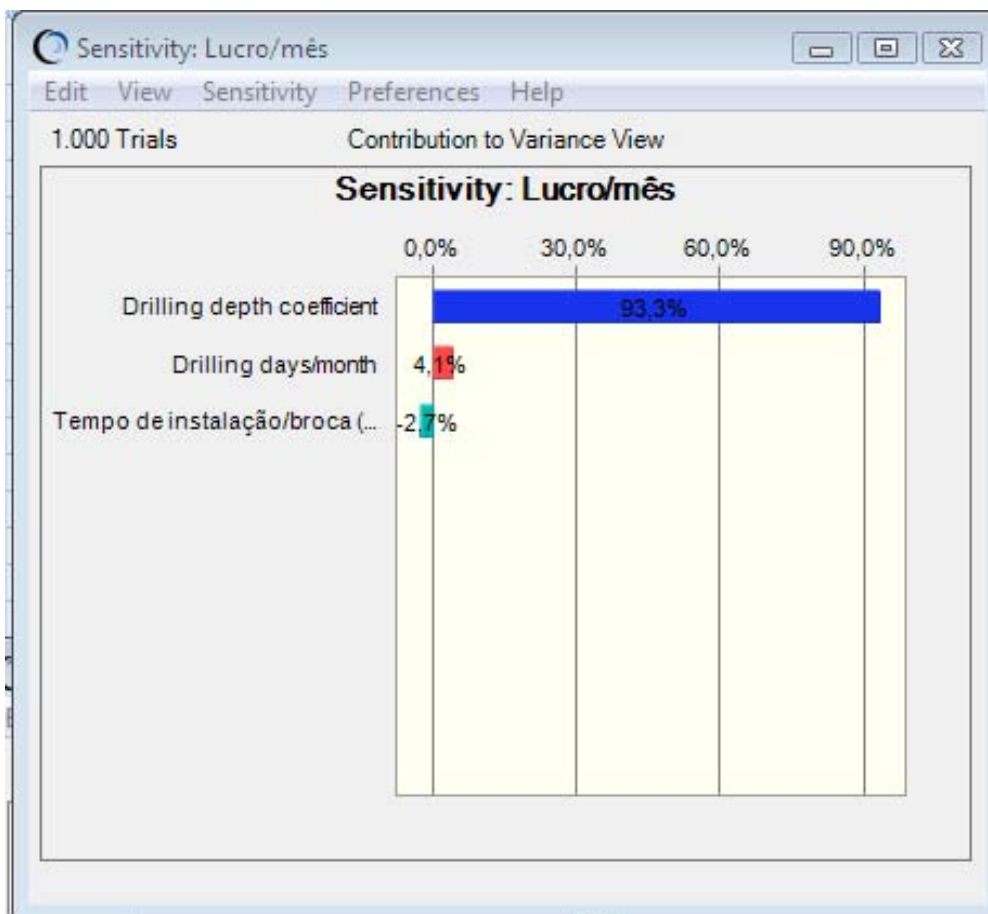 Sensitivity: Lucro/mês
Edit View Sensitivity Preferences Help
1.000 Trials Contribution to Variance View
Sensitivity: Lucro/mês
0,0% 30,0% 60,0% 90,0%
Drilling depth coefficient 93,3%
Drilling days/month 4,1%
Tempo de instalação/broca (... -2,7%